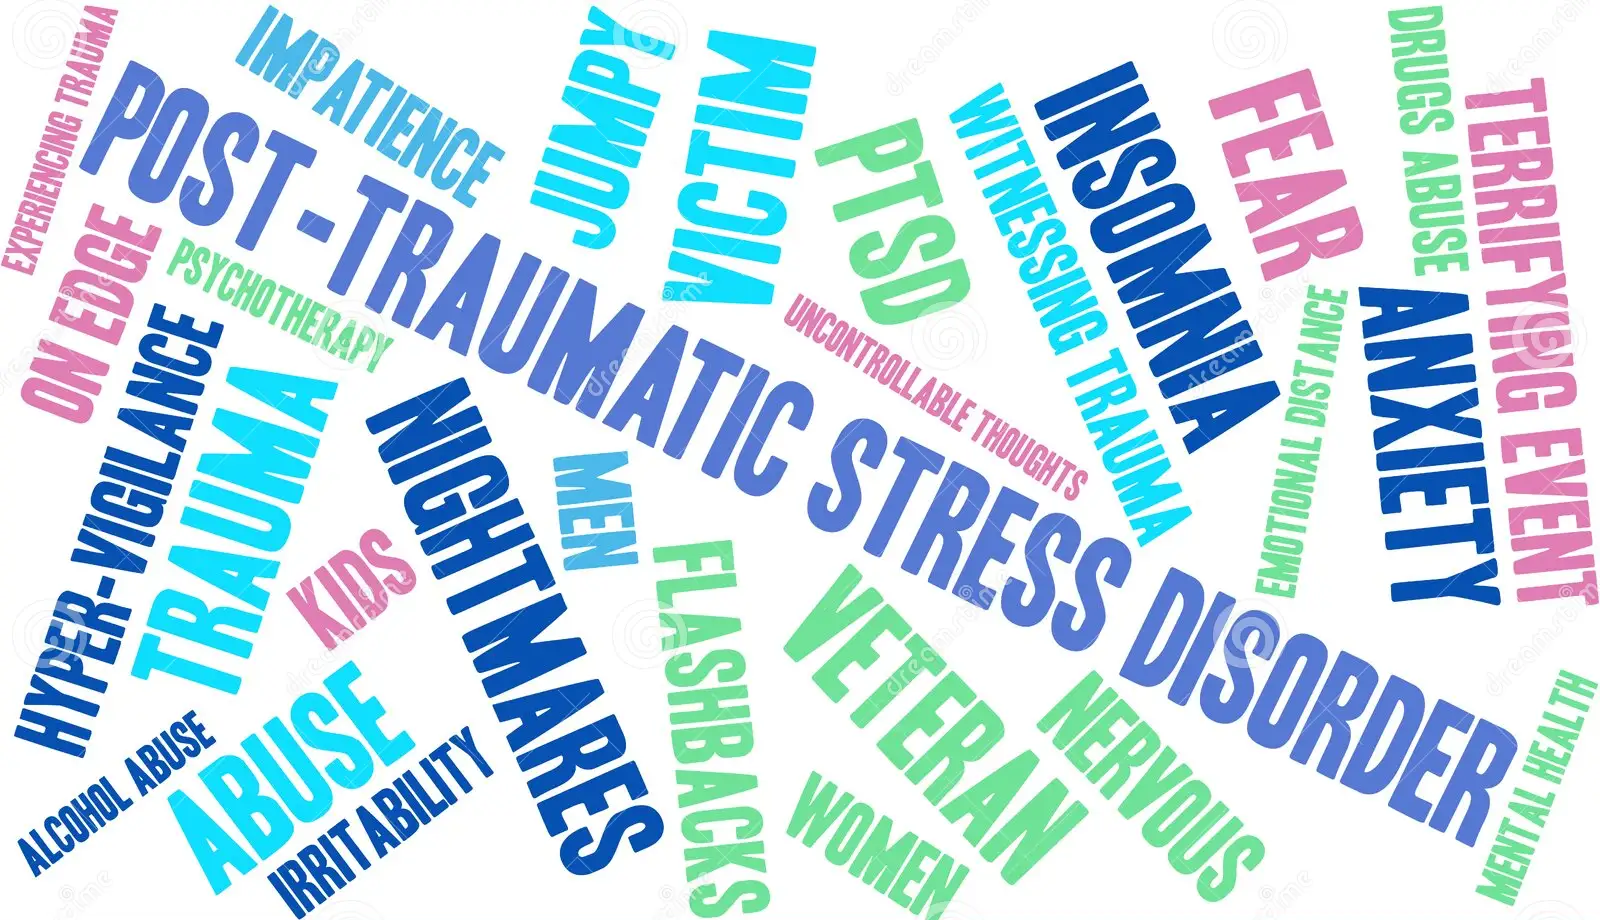 EXPERIENCING TRAUMA
IMPATIENCE
JUMPY
VICTIM
POST-TRAUMATIC STRESS DISORDER
PTSD
WITNESSING TRAUMA
INSOMNIA
FEAR
DRUGS ABUSE
TERRIFYING EVENT
ON EDGE
PSYCHOTHERAPY
UNCONTROLLABLE THOUGHTS
EMOTIONAL DISTANCE
ANXIETY
HYPER-VIGILANCE
TRAUMA
NIGHTMARES
MEN
KIDS
FLASHBACKS
VETERAN
NERVOUS
MENTAL HEALTH
ALCOHOL ABUSE
ABUSE
IRRITABILITY
WOMEN